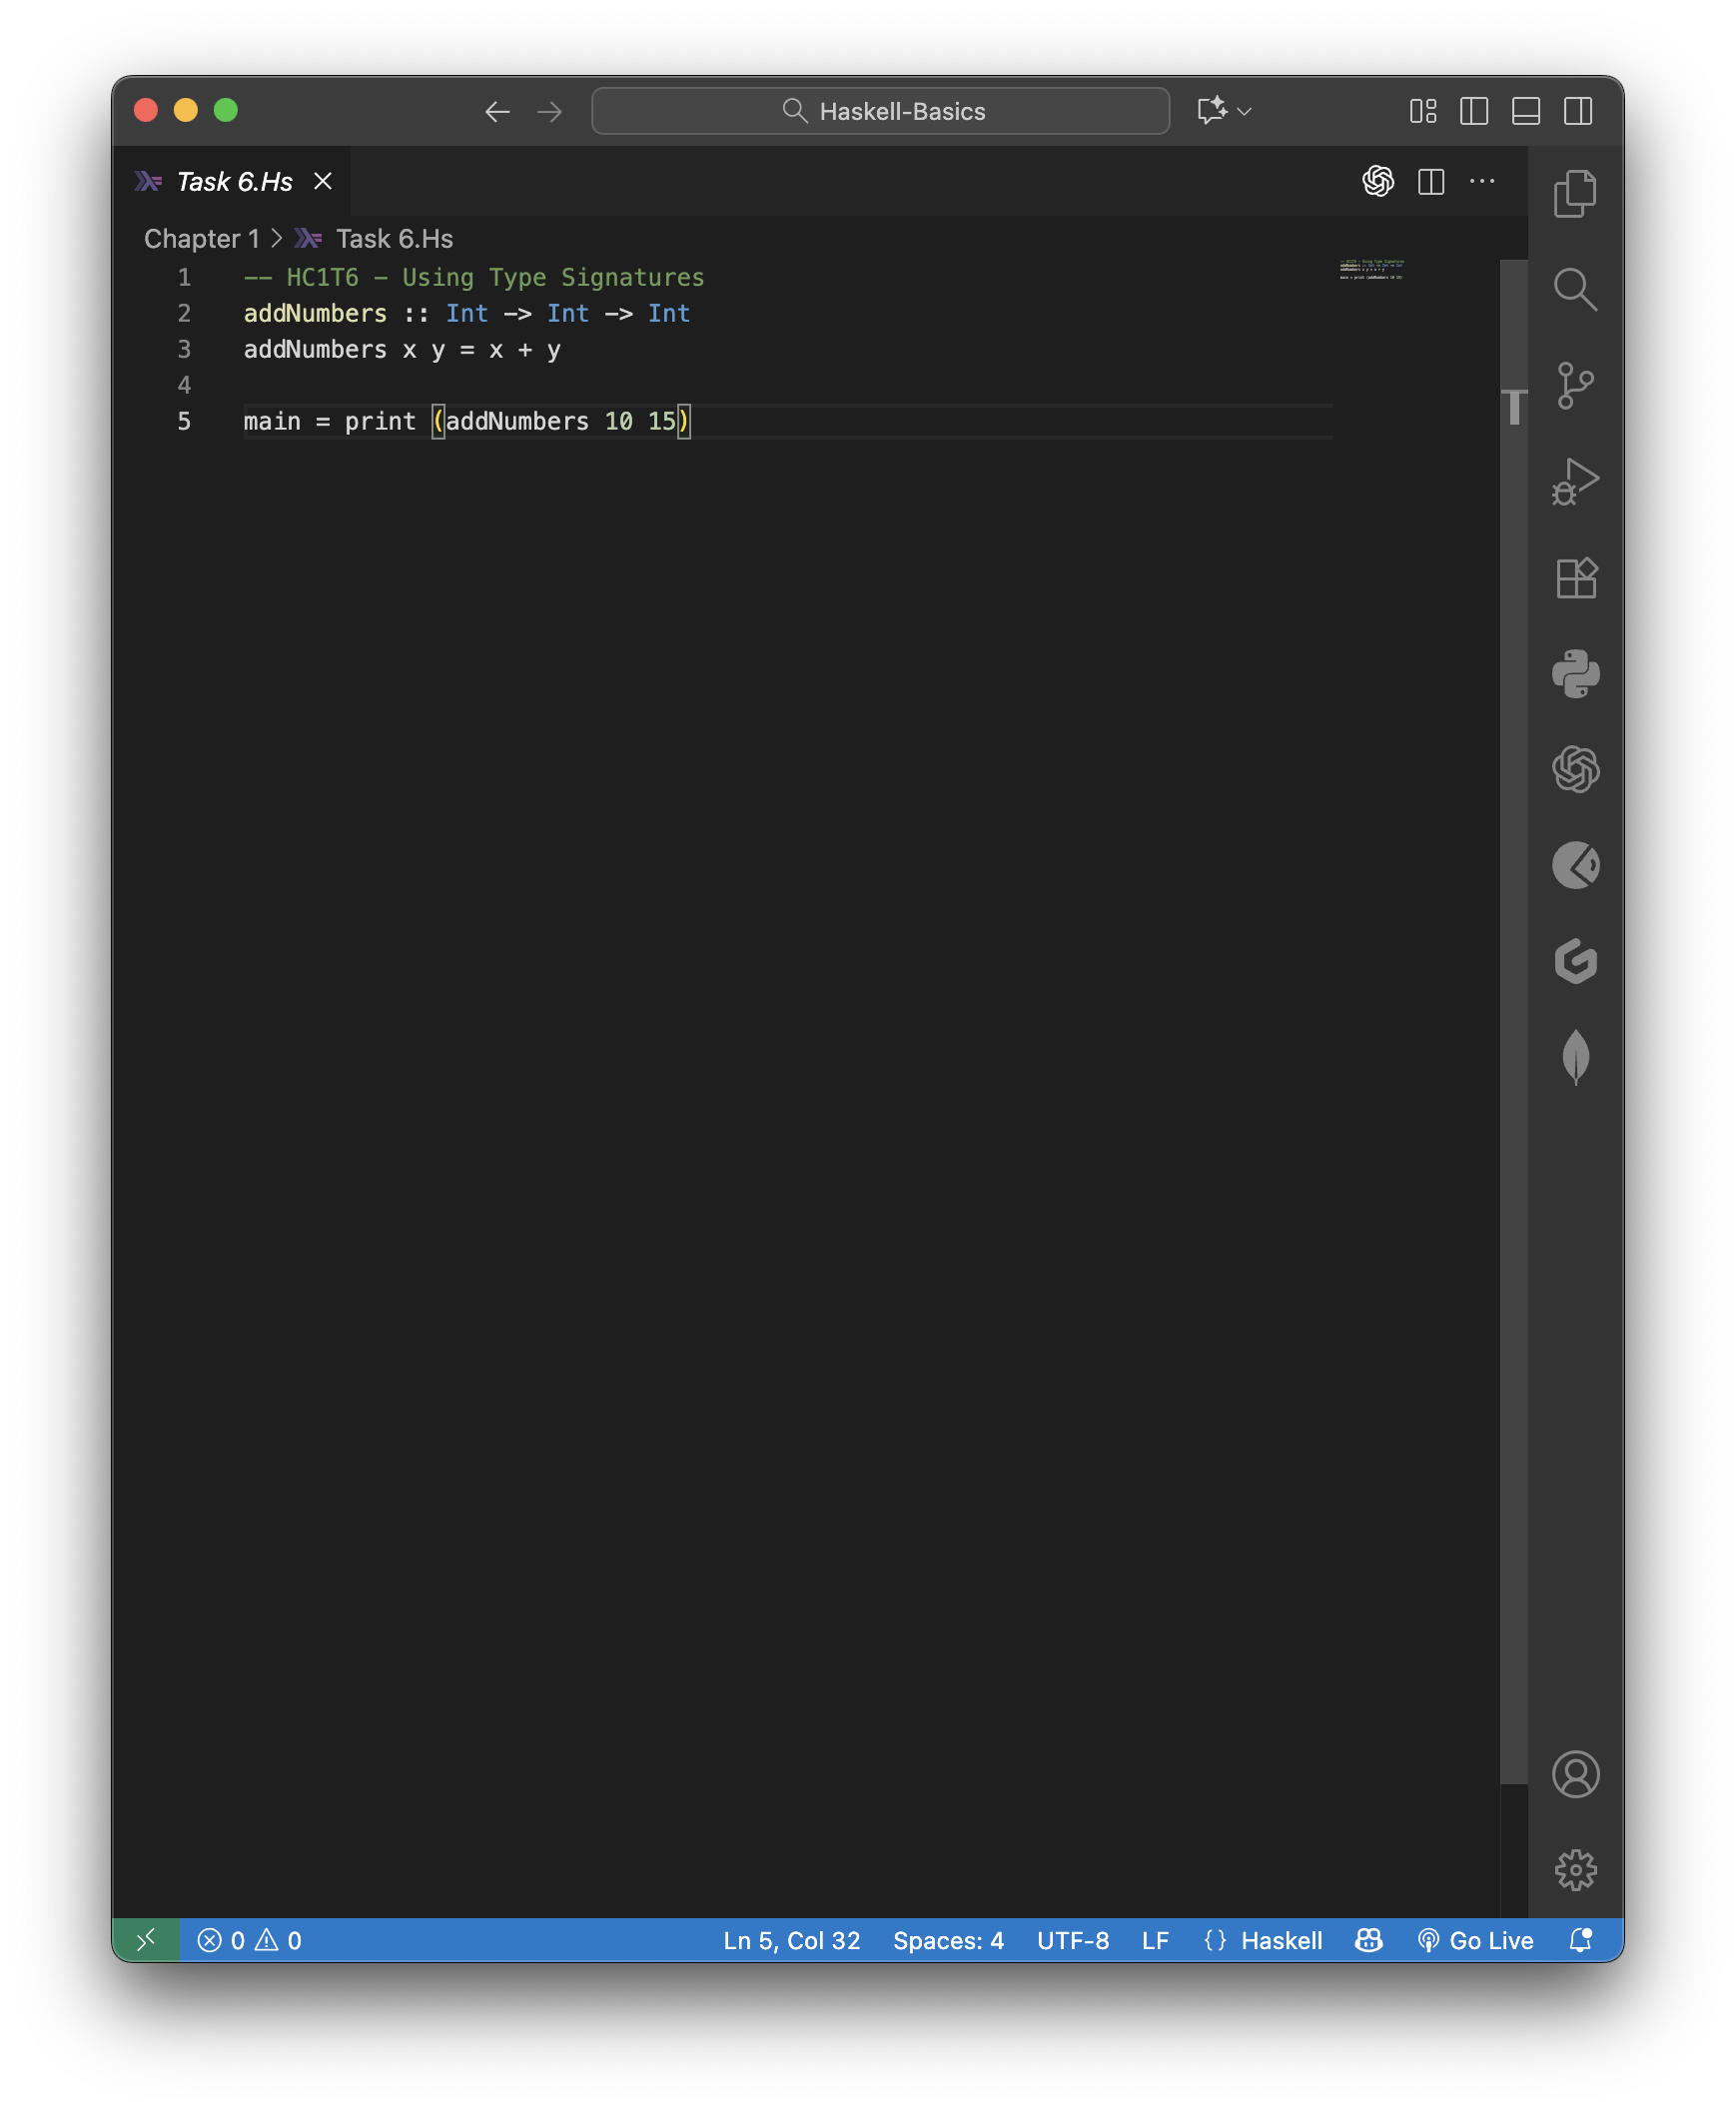 Haskell-Basics
Task 6.Hs
Chapter 1 > Task 6.Hs
1 -- HC1T6 - Using Type Signatures
2 addNumbers :: Int -> Int -> Int
3 addNumbers x y = x + y
4
5 main = print (addNumbers 10 15)
0 0 Ln 5, Col 32 Spaces: 4 UTF-8 LF {} Haskell Go Live